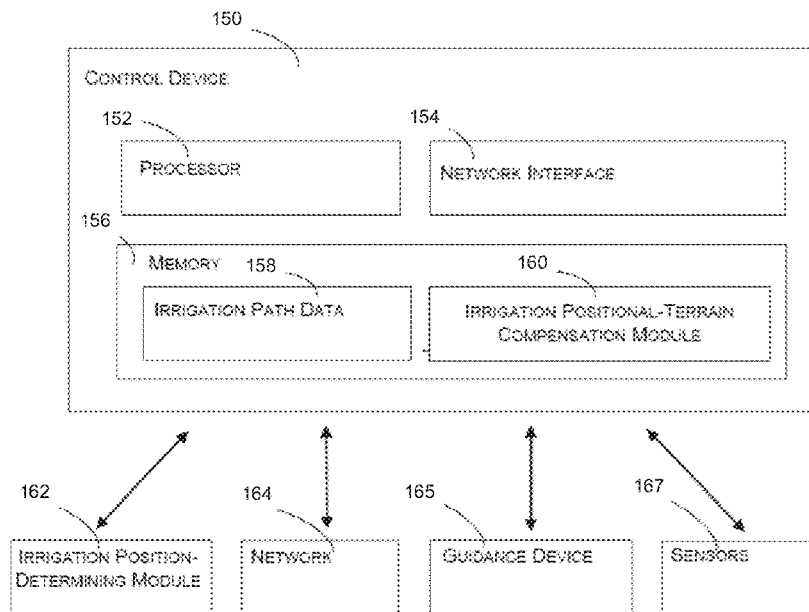 150
CONTROL DEVICE
152
154
PROCESSOR
NETWORK INTERFACE
156
MEMORY
158
160
IRRIGATION PATH DATA
IRRIGATION POSITIONAL-TERRAIN
COMPENSATION MODULE
162
164
165
167
IRRIGATION POSITION-
DETERMINING MODULE
NETWORK
GUIDANCE DEVICE
SENSORS